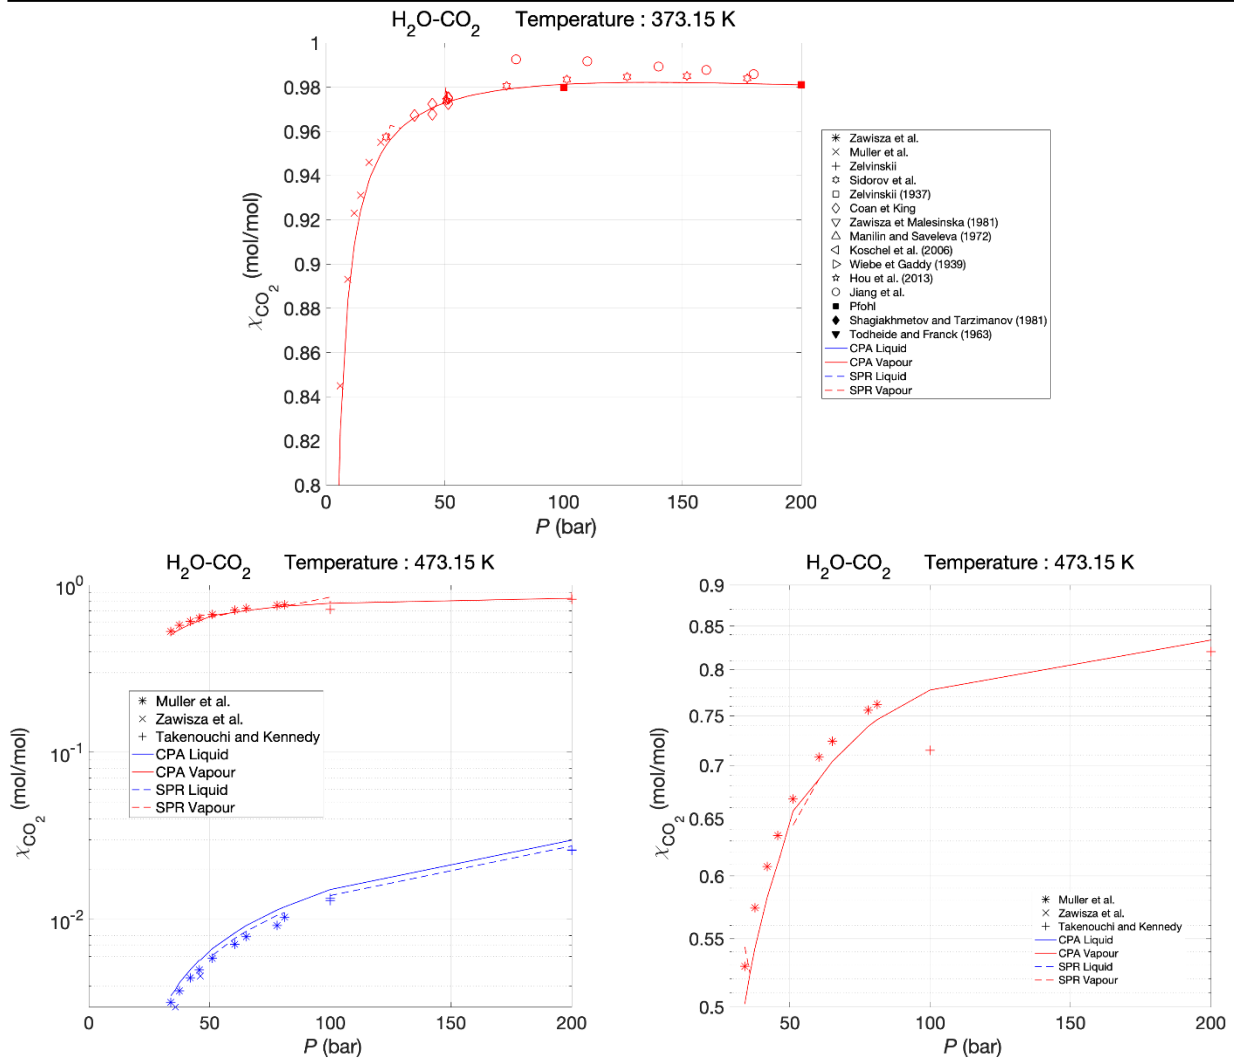 H2O-CO2 Temperature : 373.15 K
1
0.98
0.96
0.94
0.92
0.9
0.88
0.86
0.84
0.82
0.8
χCO2 (mol/mol)
0 50 100 150 200
P (bar)
Zawisza et al.
Muller et al.
Zelvinskii
Sidorov et al.
Zelvinskii (1937)
Coan et King
Zawisza et Malesinska (1981)
Manilin and Saveleva (1972)
Koschel et al. (2006)
Wiebe et Gaddy (1939)
Hou et al. (2013)
Jiang et al.
Pfohl
Shagiakhmetov and Tarzimanov (1981)
Todheide and Franck (1963)
CPA Liquid
CPA Vapour
SPR Liquid
SPR Vapour
H2O-CO2 Temperature : 473.15 K
10^0
10^-1
10^-2
χCO2 (mol/mol)
Muller et al.
Zawisza et al.
Takenouchi and Kennedy
CPA Liquid
CPA Vapour
SPR Liquid
SPR Vapour
0 50 100 150 200
P (bar)
H2O-CO2 Temperature : 473.15 K
0.9
0.85
0.8
0.75
0.7
0.65
0.6
0.55
0.5
χCO2 (mol/mol)
Muller et al.
Zawisza et al.
Takenouchi and Kennedy
CPA Liquid
CPA Vapour
SPR Liquid
SPR Vapour
50 100 150 200
P (bar)